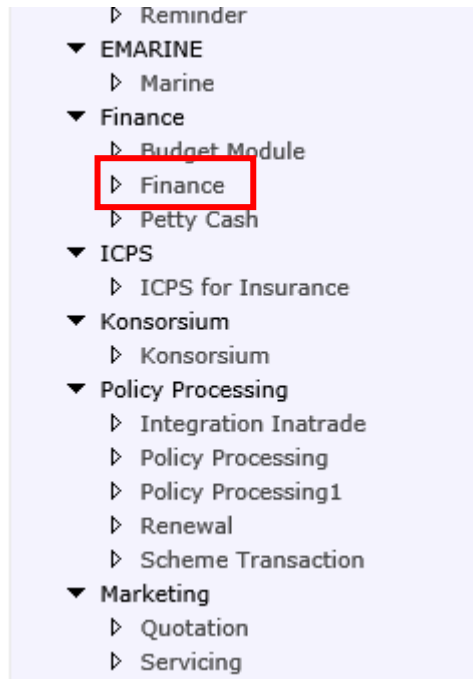 Reminder
EMARINE
Marine
Finance
Budget Module
Finance
Petty Cash
ICPS
ICPS for Insurance
Konsorsium
Konsorsium
Policy Processing
Integration Inatrade
Policy Processing
Policy Processing1
Renewal
Scheme Transaction
Marketing
Quotation
Servicing